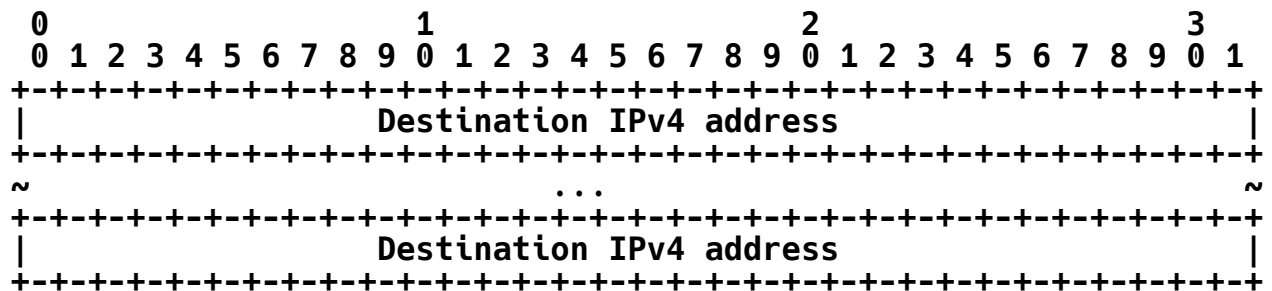 0                   1                   2                   3
 0 1 2 3 4 5 6 7 8 9 0 1 2 3 4 5 6 7 8 9 0 1 2 3 4 5 6 7 8 9 0 1
+-+-+-+-+-+-+-+-+-+-+-+-+-+-+-+-+-+-+-+-+-+-+-+-+-+-+-+-+-+-+-+-+
|                  Destination IPv4 address                     |
+-+-+-+-+-+-+-+-+-+-+-+-+-+-+-+-+-+-+-+-+-+-+-+-+-+-+-+-+-+-+-+-+
~                           ...                                 ~
+-+-+-+-+-+-+-+-+-+-+-+-+-+-+-+-+-+-+-+-+-+-+-+-+-+-+-+-+-+-+-+-+
|                  Destination IPv4 address                     |
+-+-+-+-+-+-+-+-+-+-+-+-+-+-+-+-+-+-+-+-+-+-+-+-+-+-+-+-+-+-+-+-+